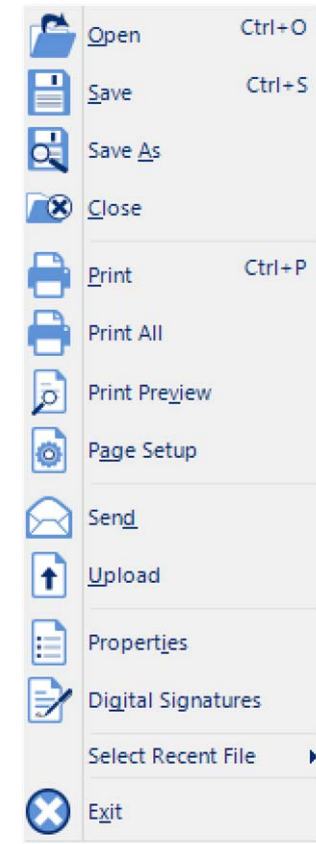 Open Ctrl+O
Save Ctrl+S
Save As
Close
Print Ctrl+P
Print All
Print Preview
Page Setup
Send
Upload
Properties
Digital Signatures
Select Recent File
Exit